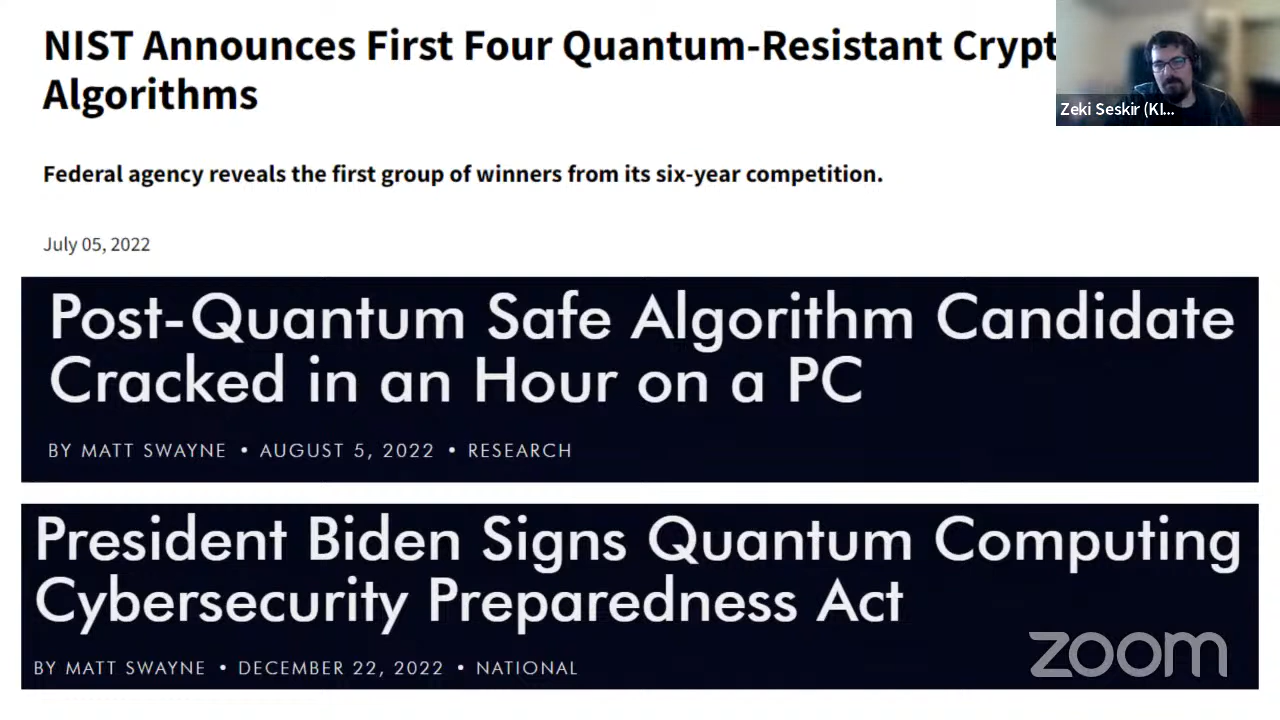 NIST Announces First Four Quantum-Resistant Crypt
Algorithms
Zeki Seskir (KI...
Federal agency reveals the first group of winners from its six-year competition.
July 05, 2022
Post-Quantum Safe Algorithm Candidate
Cracked in an Hour on a PC
BY MATT SWAYNE • AUGUST 5, 2022 • RESEARCH
President Biden Signs Quantum Computing
Cybersecurity Preparedness Act
BY MATT SWAYNE • DECEMBER 22, 2022 • NATIONAL
zoom